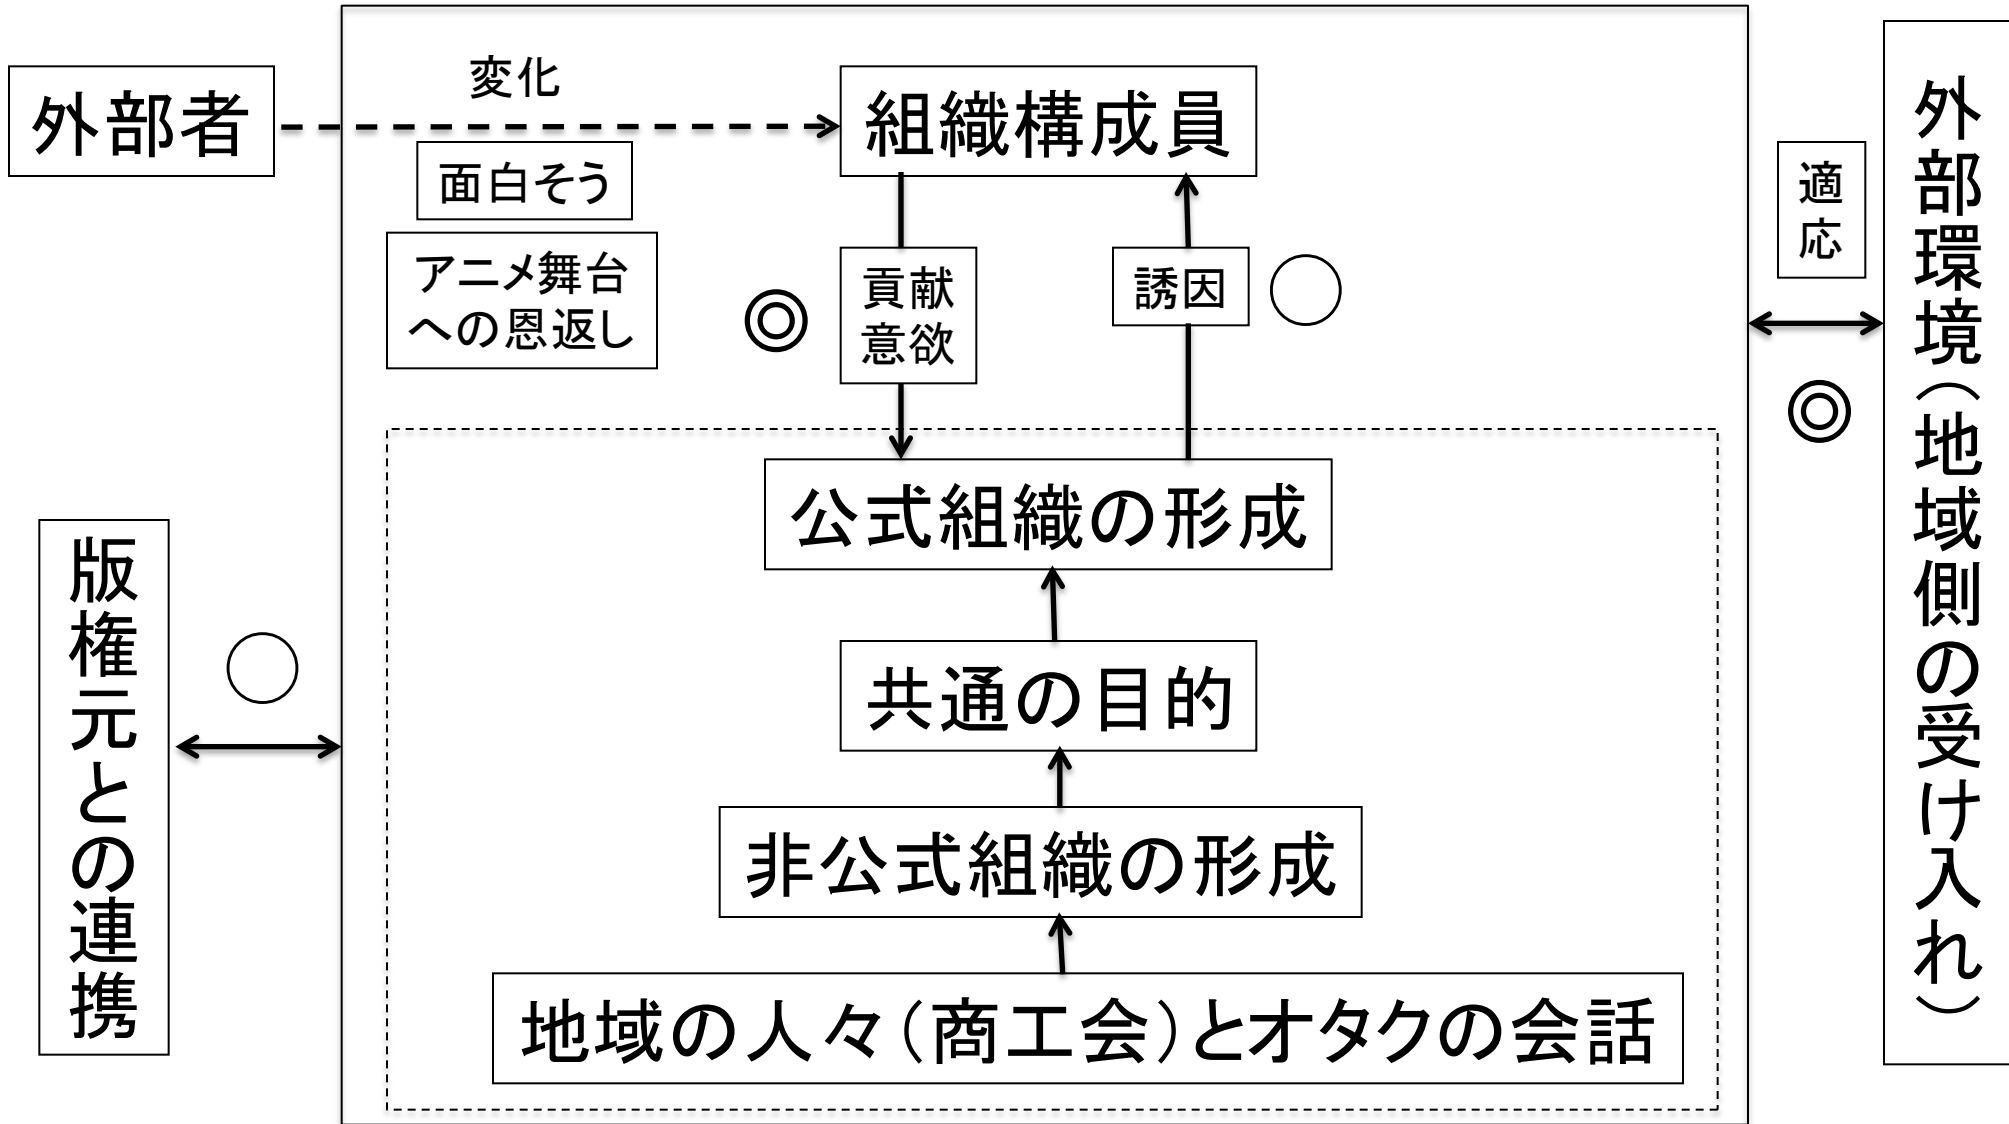 外部者
変化
面白そう
アニメ舞台
への恩返し
組織構成員
◎
貢献
意欲
誘因
○
適応
◎
外部環境（地域側の受け入れ）
版権元との連携
○
公式組織の形成
共通の目的
非公式組織の形成
地域の人々（商工会）とオタクの会話